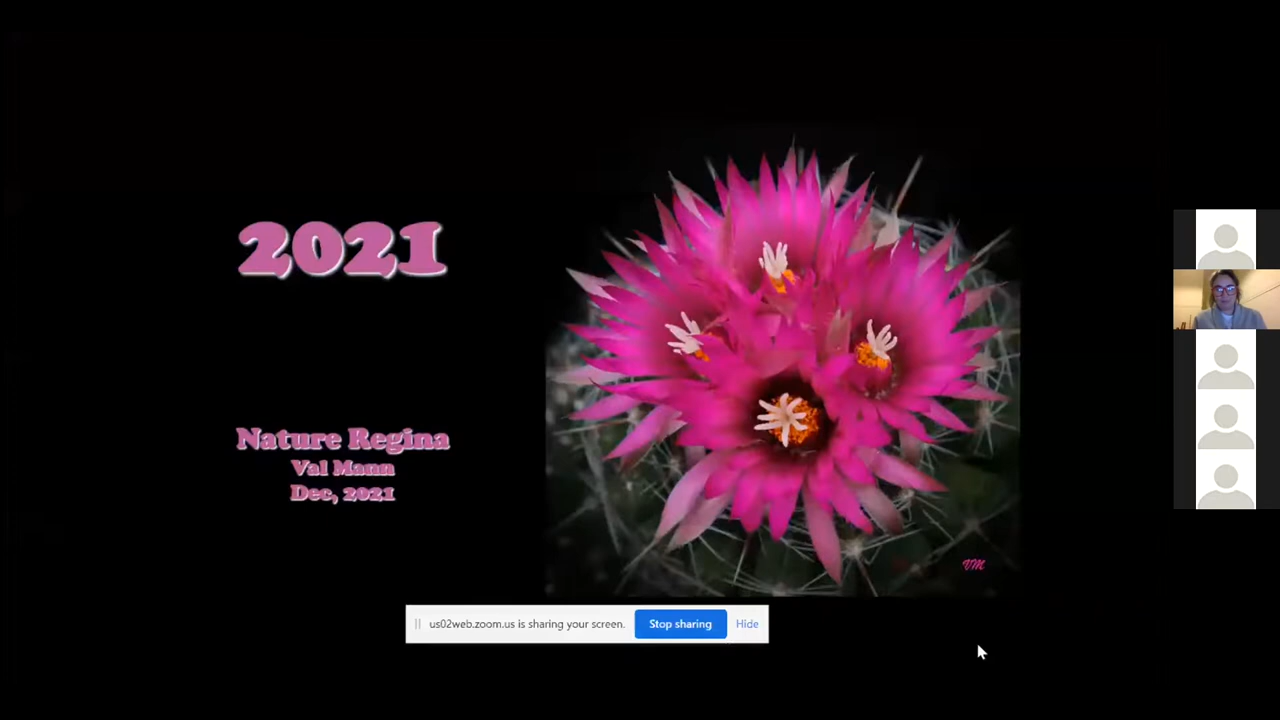 2021
Nature Regina
Val Mann
Dec, 2021
VM
us02web.zoom.us is sharing your screen. Stop sharing Hide